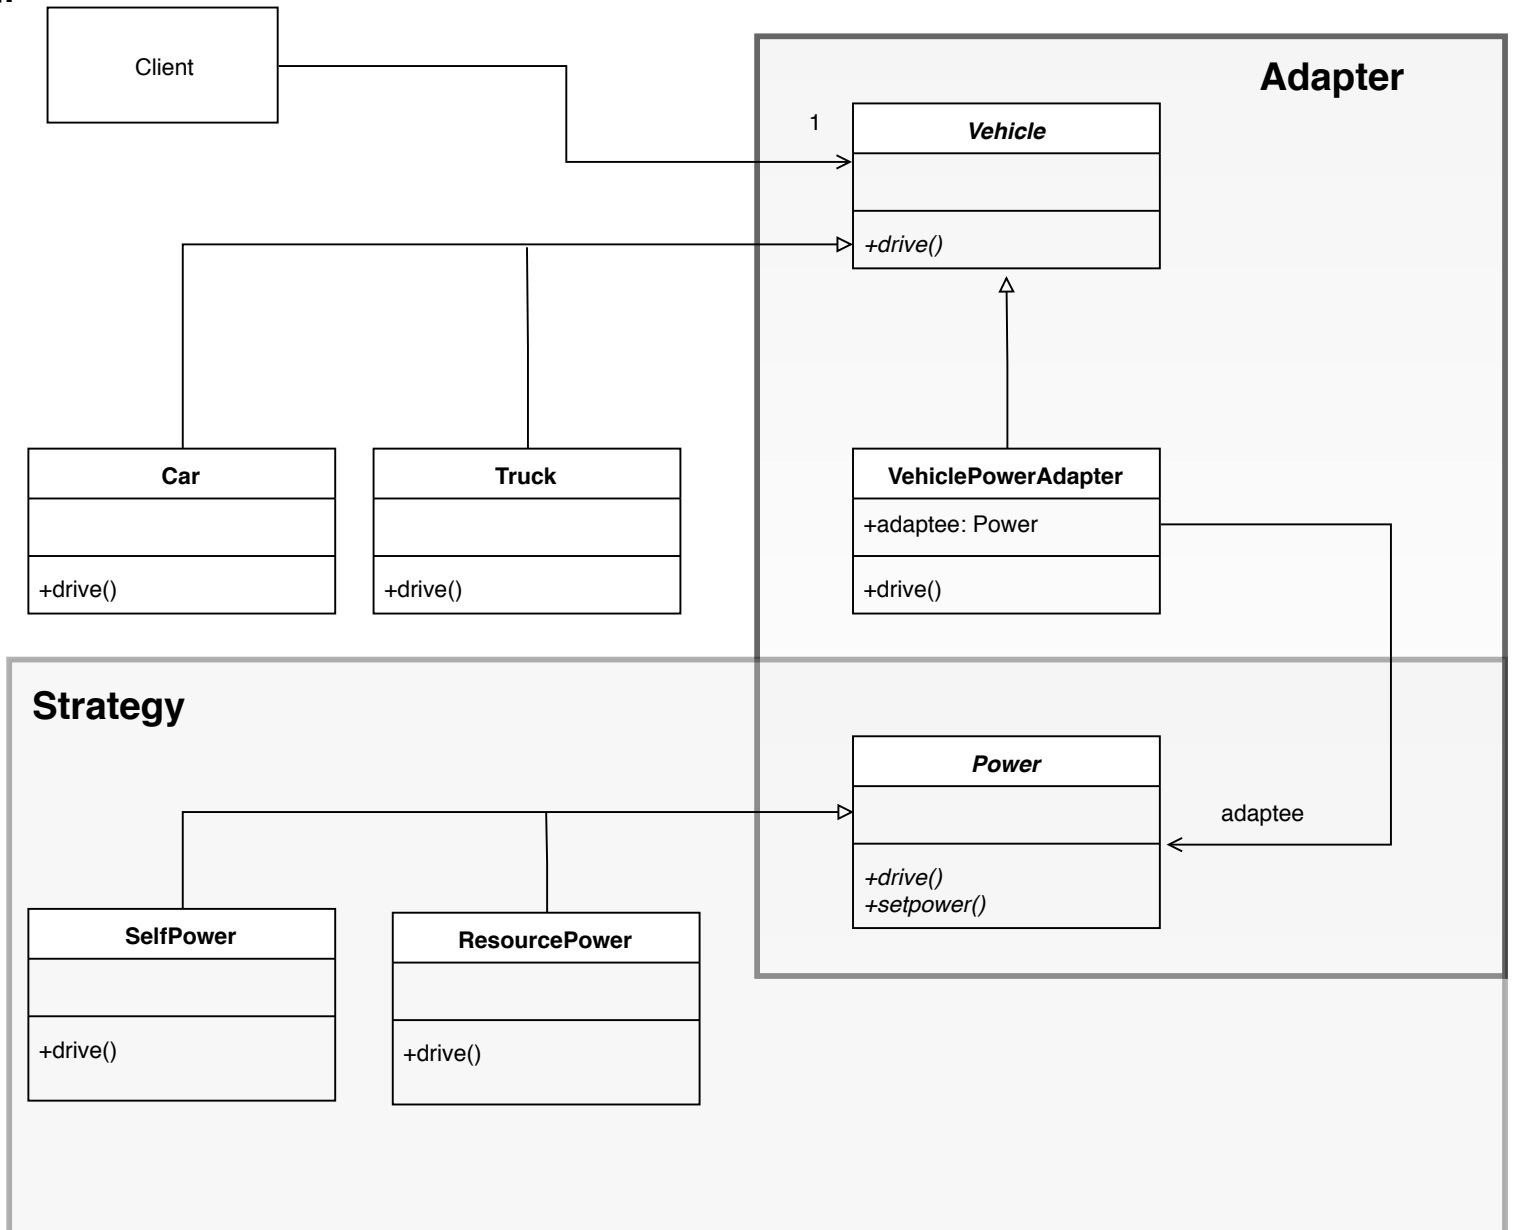 Client
Adapter
1
Vehicle
+drive()
Car
Truck
VehiclePowerAdapter
+adaptee: Power
+drive()
+drive()
+drive()
Strategy
Power
adaptee
+drive()
+setpower()
SelfPower
ResourcePower
+drive()
+drive()